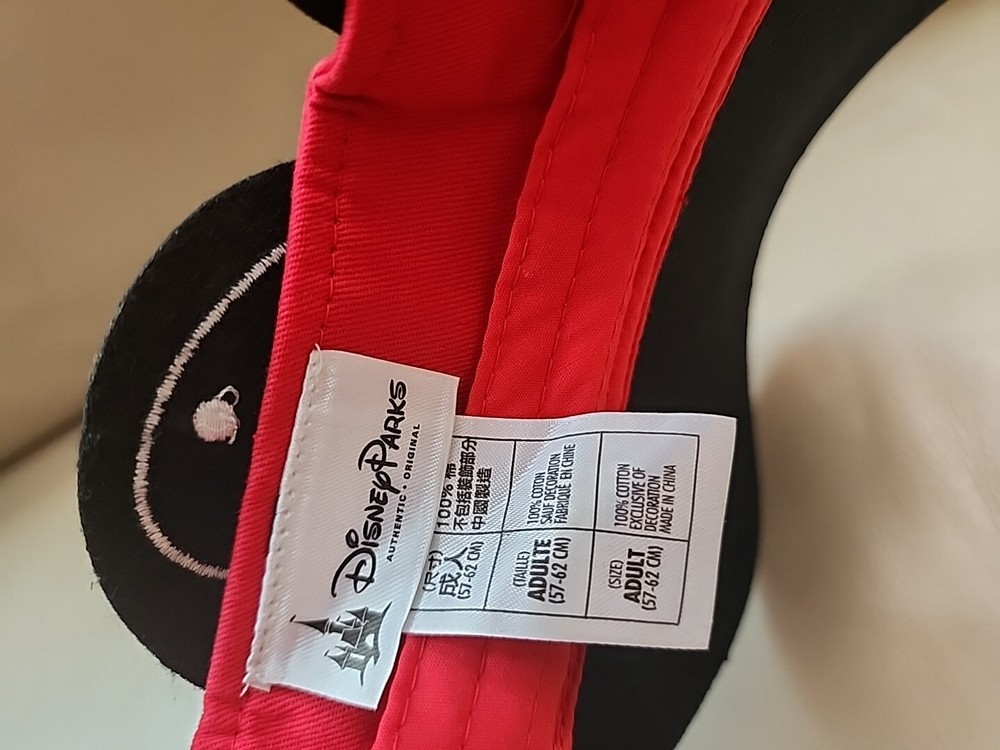 DISNEY PARKS
AUTHENTIC • ORIGINAL
(尺寸)
成人
(57-62 CM)
100% 棉
不包括裝飾部分
中國製造
(TAILLE)
ADULTE
(57-62 CM)
100% COTON
SAUF DECORATION
FABRIQUE EN CHINE
(SIZE)
ADULT
(57-62 CM)
100% COTTON
EXCLUSIVE OF
DECORATION
MADE IN CHINA